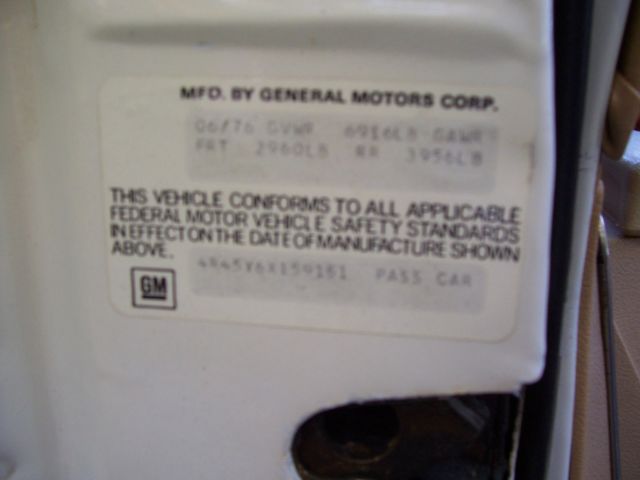 MFD. BY GENERAL MOTORS CORP.
06/76 GVWR 6916LB GAWR
FRT 2960LB RR 3956LB
THIS VEHICLE CONFORMS TO ALL APPLICABLE
FEDERAL MOTOR VEHICLE SAFETY STANDARDS
IN EFFECT ON THE DATE OF MANUFACTURE SHOWN
ABOVE.
4R45Y6X159151 PASS CAR
GM